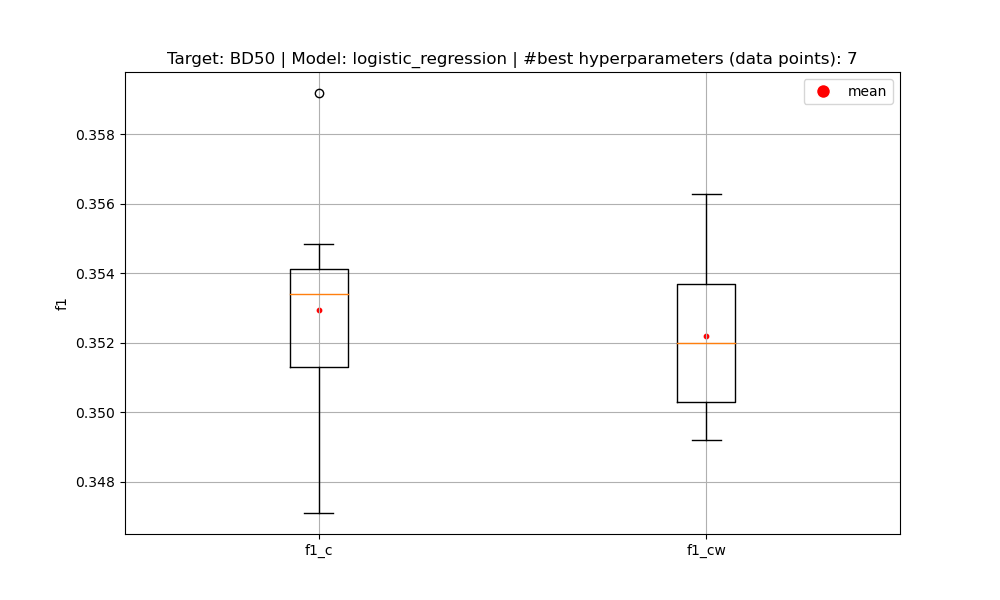 Target: BD50 | Model: logistic_regression | #best hyperparameters (data points): 7
mean
0.358
0.356
0.354
0.352
0.350
0.348
f1
f1_c
f1_cw